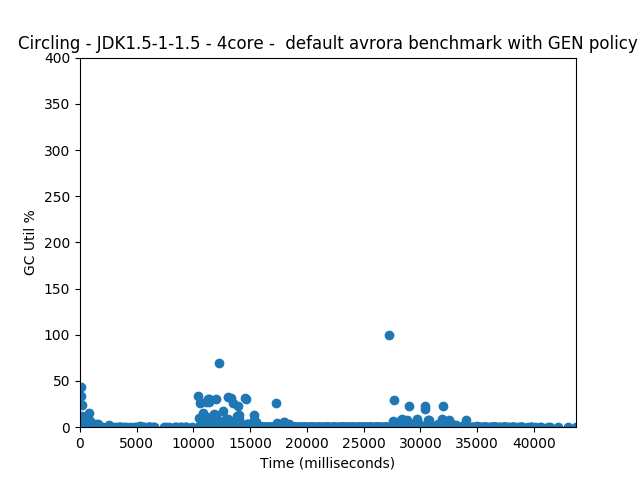 Circling - JDK1.5-1-1.5 - 4core -  default avrora benchmark with GEN policy
400
350
300
250
200
150
100
50
0
GC Util %
0 5000 10000 15000 20000 25000 30000 35000 40000
Time (milliseconds)